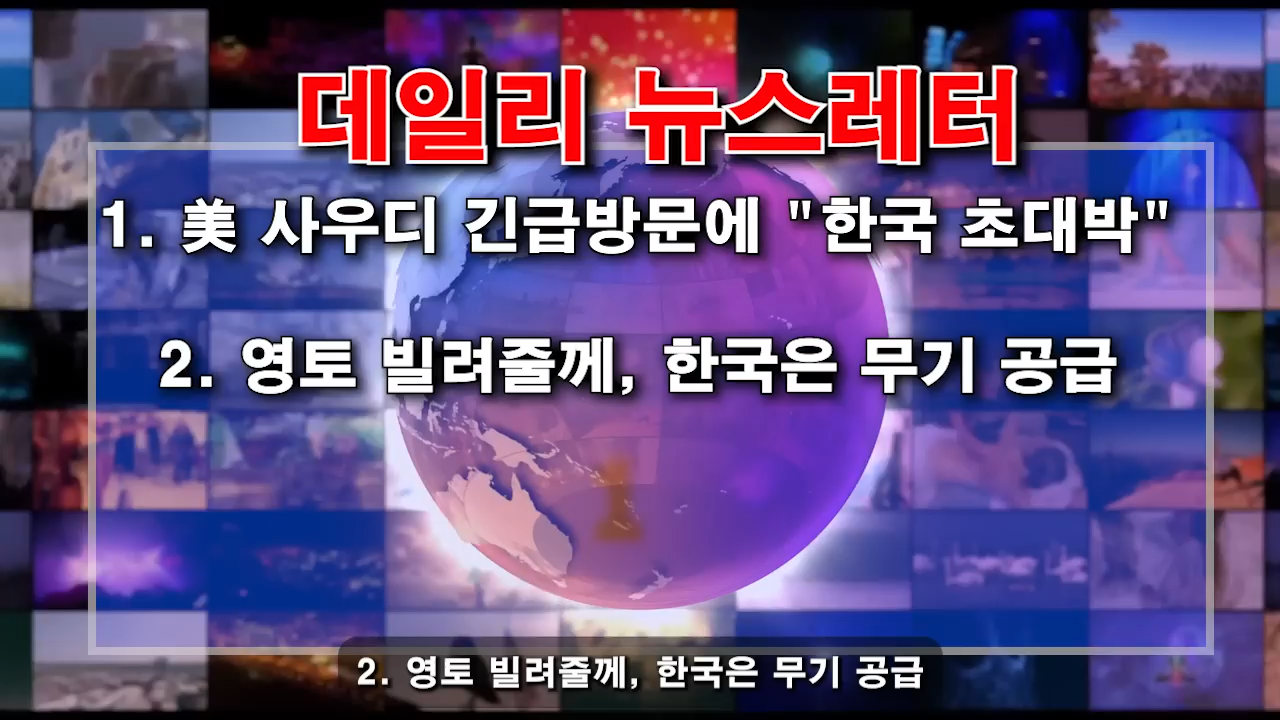 데일리 뉴스레터
1. 美 사우디 긴급방문에 "한국 초대박"
2. 영토 빌려줄께, 한국은 무기 공급
2. 영토 빌려줄께, 한국은 무기 공급